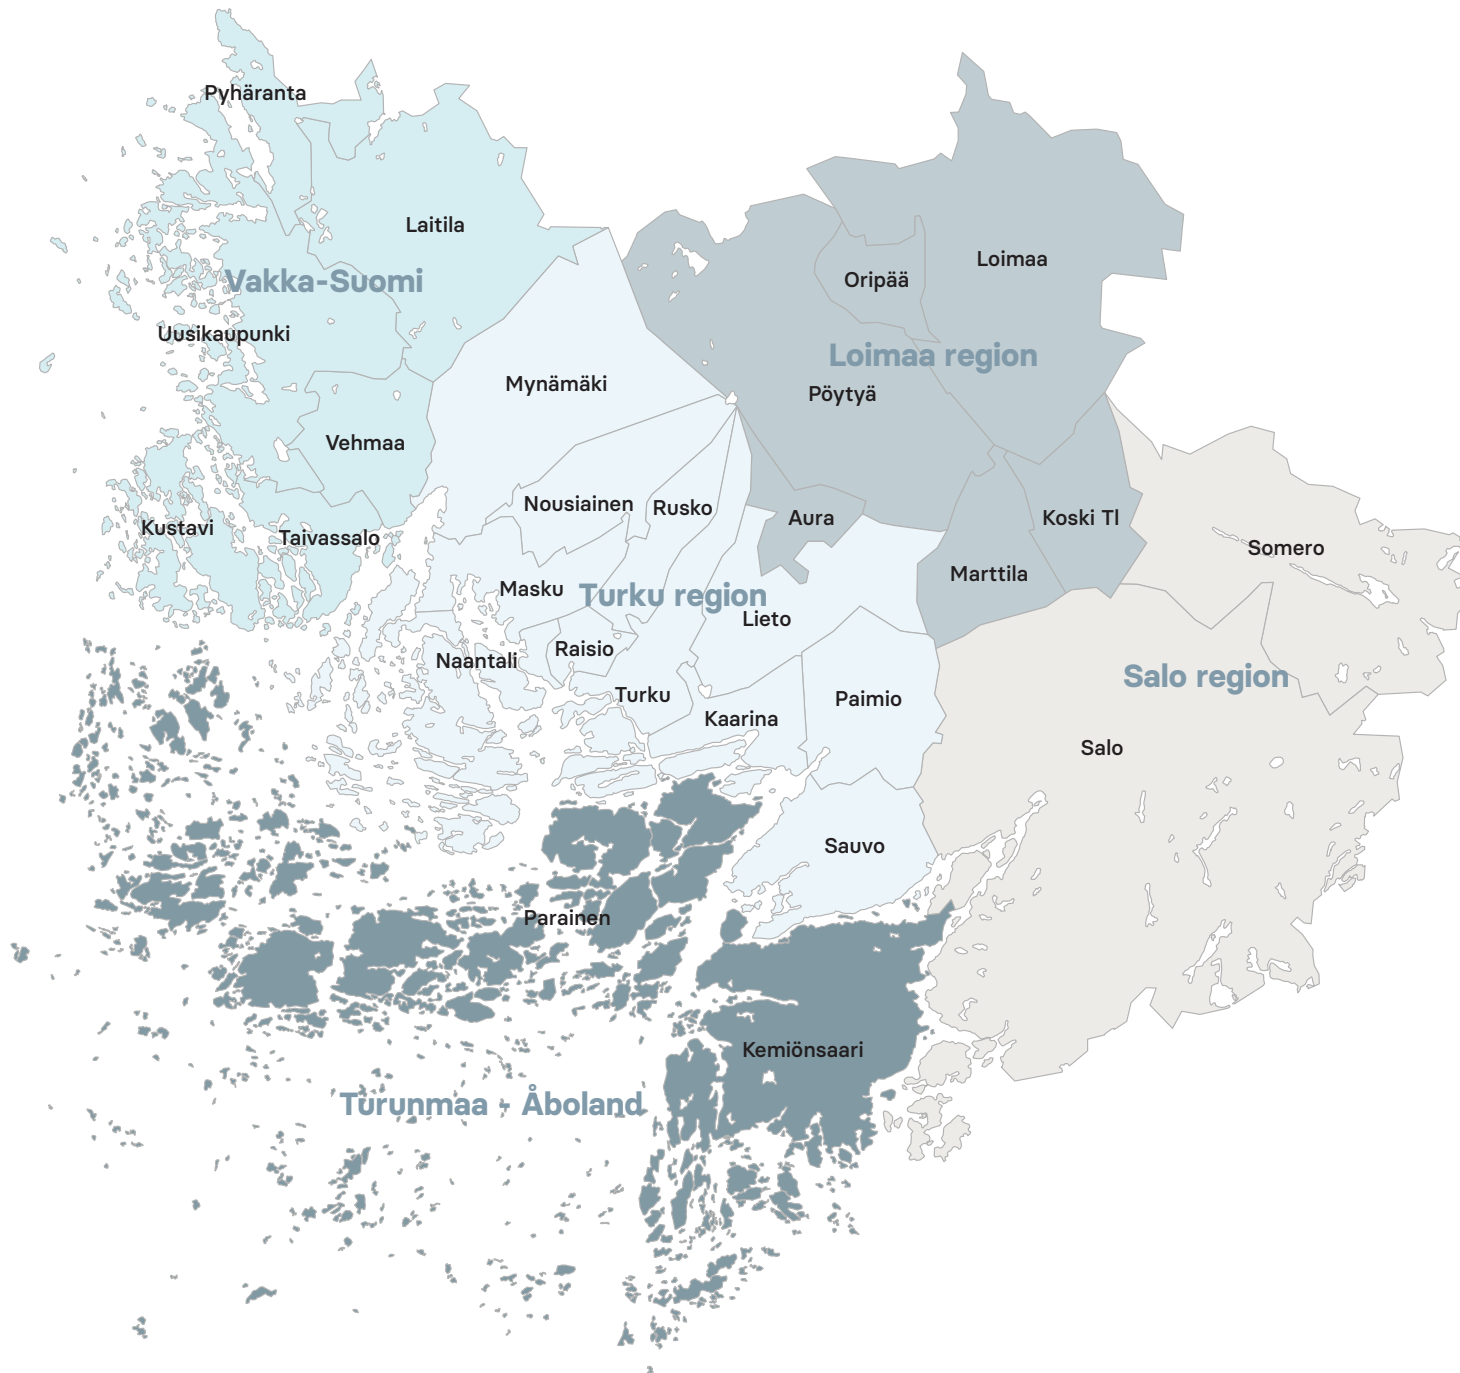 Pyhäranta
Laitila
Loimaa
Oripää
Vakka-Suomi
Uusikaupunki
Loimaa region
Mynämäki
Pöytyä
Vehmaa
Nousiainen
Rusko
Aura
Koski Tl
Kustavi
Taivassalo
Somero
Marttila
Masku
Turku region
Lieto
Raisio
Naantali
Salo region
Turku
Paimio
Kaarina
Salo
Sauvo
Parainen
Kemiönsaari
Turunmaa - Åboland